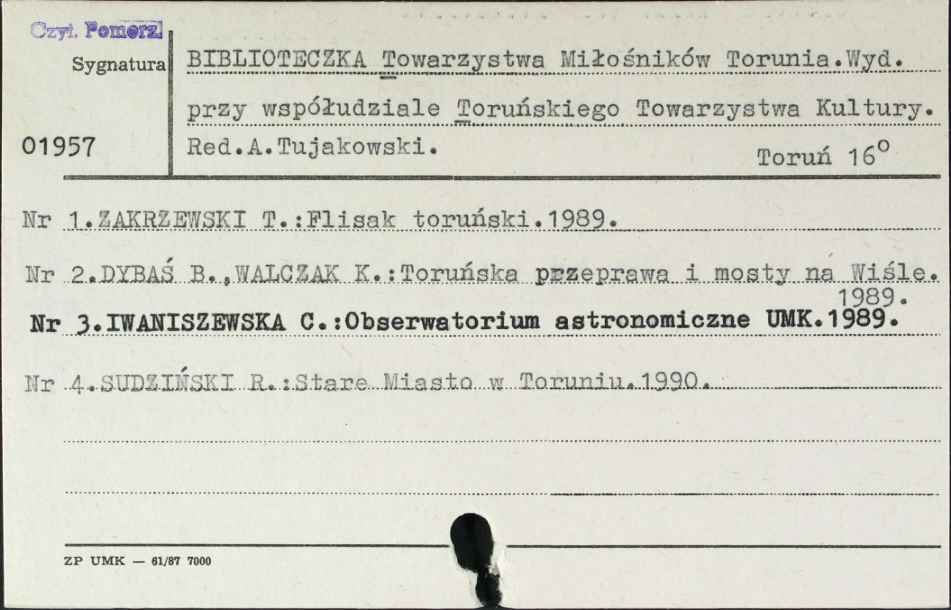 Czyt. Pomorz.
Sygnatura
BIBLIOTECZKA Towarzystwa Miłośników Torunia.Wyd.
przy współudziale Toruńskiego Towarzystwa Kultury.
01957
Red.A.Tujakowski.
Toruń 16º
Nr 1.ZAKRZEWSKI T.:Flisak toruński.1989.
Nr 2.DYBAŚ B.,WALCZAK K.:Toruńska przeprawa i mosty na Wiśle.
1989.
Nr 3.IWANISZEWSKA C.:Obserwatorium astronomiczne UMK.1989.
Nr 4.SUDZIŃSKI R.:Stare Miasto w Toruniu.1990.
ZP UMK — 61/87 7000